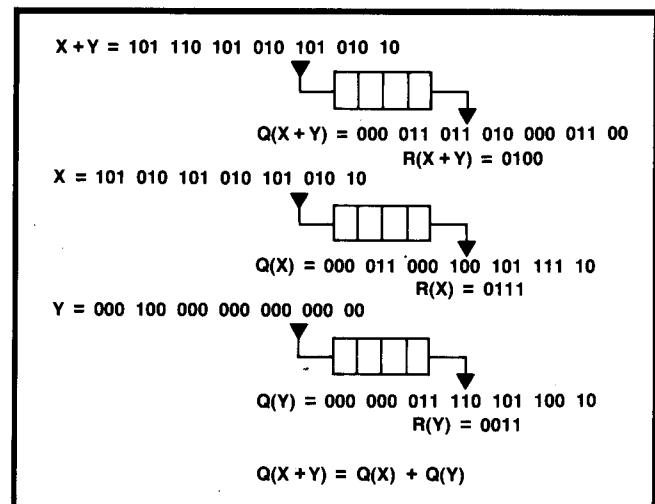 X + Y = 101 110 101 010 101 010 10
Q(X + Y) = 000 011 011 010 000 011 00
R(X + Y) = 0100
X = 101 010 101 010 101 010 10
Q(X) = 000 011 000 100 101 111 10
R(X) = 0111
Y = 000 100 000 000 000 000 00
Q(Y) = 000 000 011 110 101 100 10
R(Y) = 0011
Q(X + Y) = Q(X) + Q(Y)